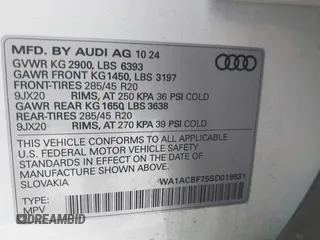 MFD. BY AUDI AG 10 24
GVWR KG 2900, LBS 6393
GAWR FRONT KG1450, LBS 3197
FRONT-TIRES 285/45 R20
9JX20 RIMS, AT 250 KPA 36 PSI COLD
GAWR REAR KG1650, LBS 3638
REAR-TIRES 285/45 R20
9JX20 RIMS, AT 270 KPA 39 PSI COLD
THIS VEHICLE CONFORMS TO ALL
APPLICABLE U.S. FEDERAL MOTOR VEHICLE
SAFETY STANDARDS IN EFFECT ON THE DATE
OF MANUFACTURE SHOWN ABOVE.
SLOVAKIA WA1ACBF75SD019831
TYPE:
MPV
DREAMBID